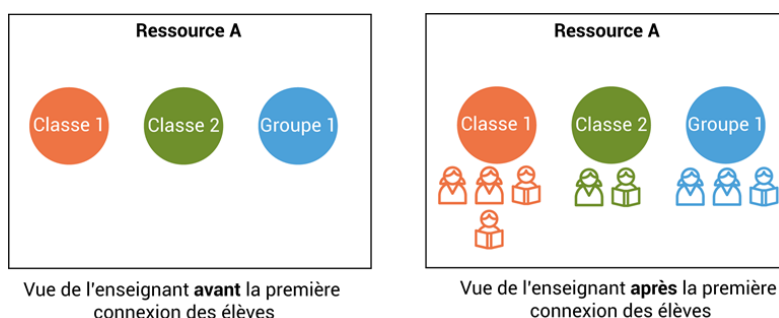 Ressource A
Classe 1
Classe 2
Groupe 1
Vue de l'enseignant avant la première
connexion des élèves
Ressource A
Classe 1
Classe 2
Groupe 1
Vue de l'enseignant après la première
connexion des élèves